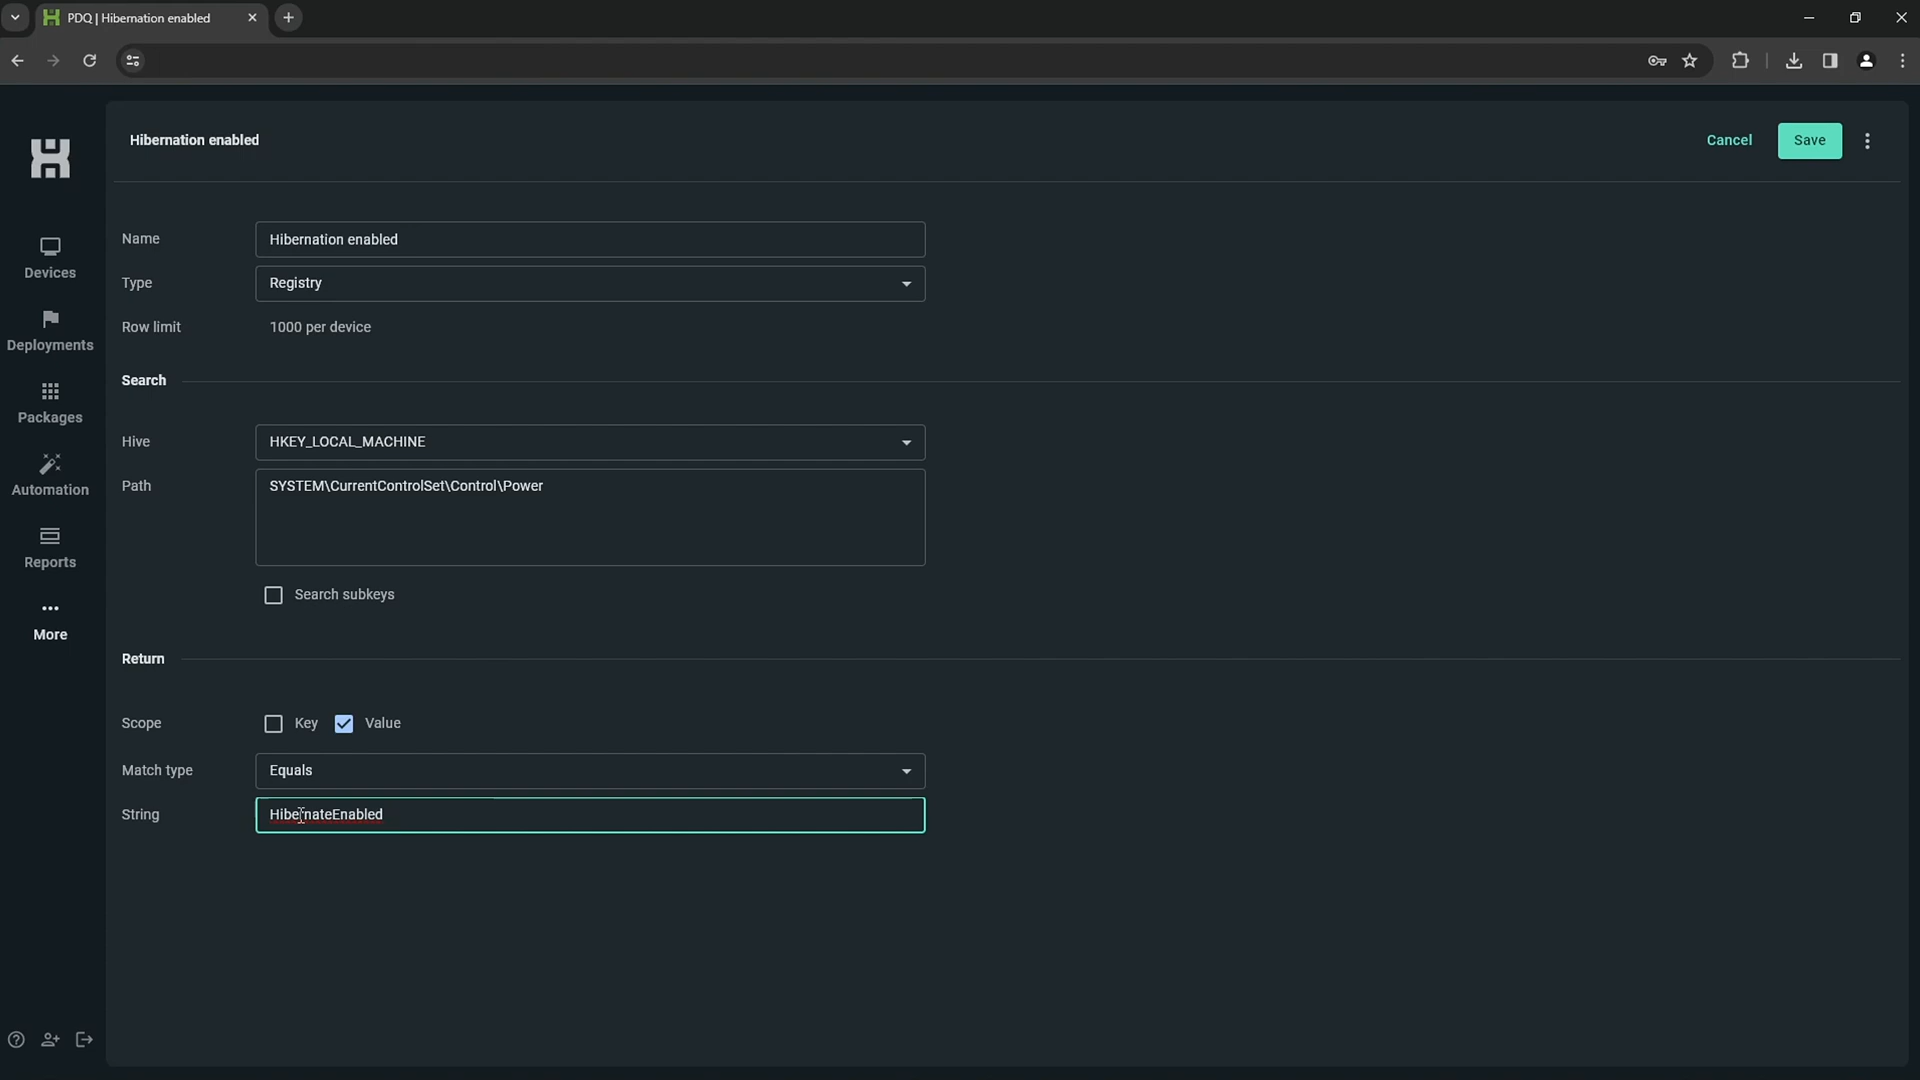 PDQ | Hibernation enabled
Hibernation enabled
Cancel
Save
Devices
Deployments
Packages
Automation
Reports
More
Name
Hibernation enabled
Type
Registry
Row limit
1000 per device
Search
Hive
HKEY_LOCAL_MACHINE
Path
SYSTEM\CurrentControlSet\Control\Power
Search subkeys
Return
Scope
Key
Value
Match type
Equals
String
HibernateEnabled